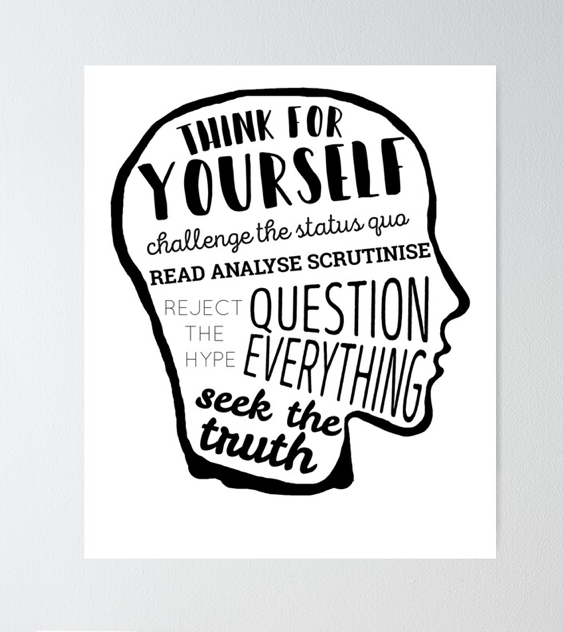 THINK FOR
YOURSELF
challenge the status quo
READ ANALYSE SCRUTINISE
REJECT
THE
HYPE
QUESTION
EVERYTHING
seek the
truth